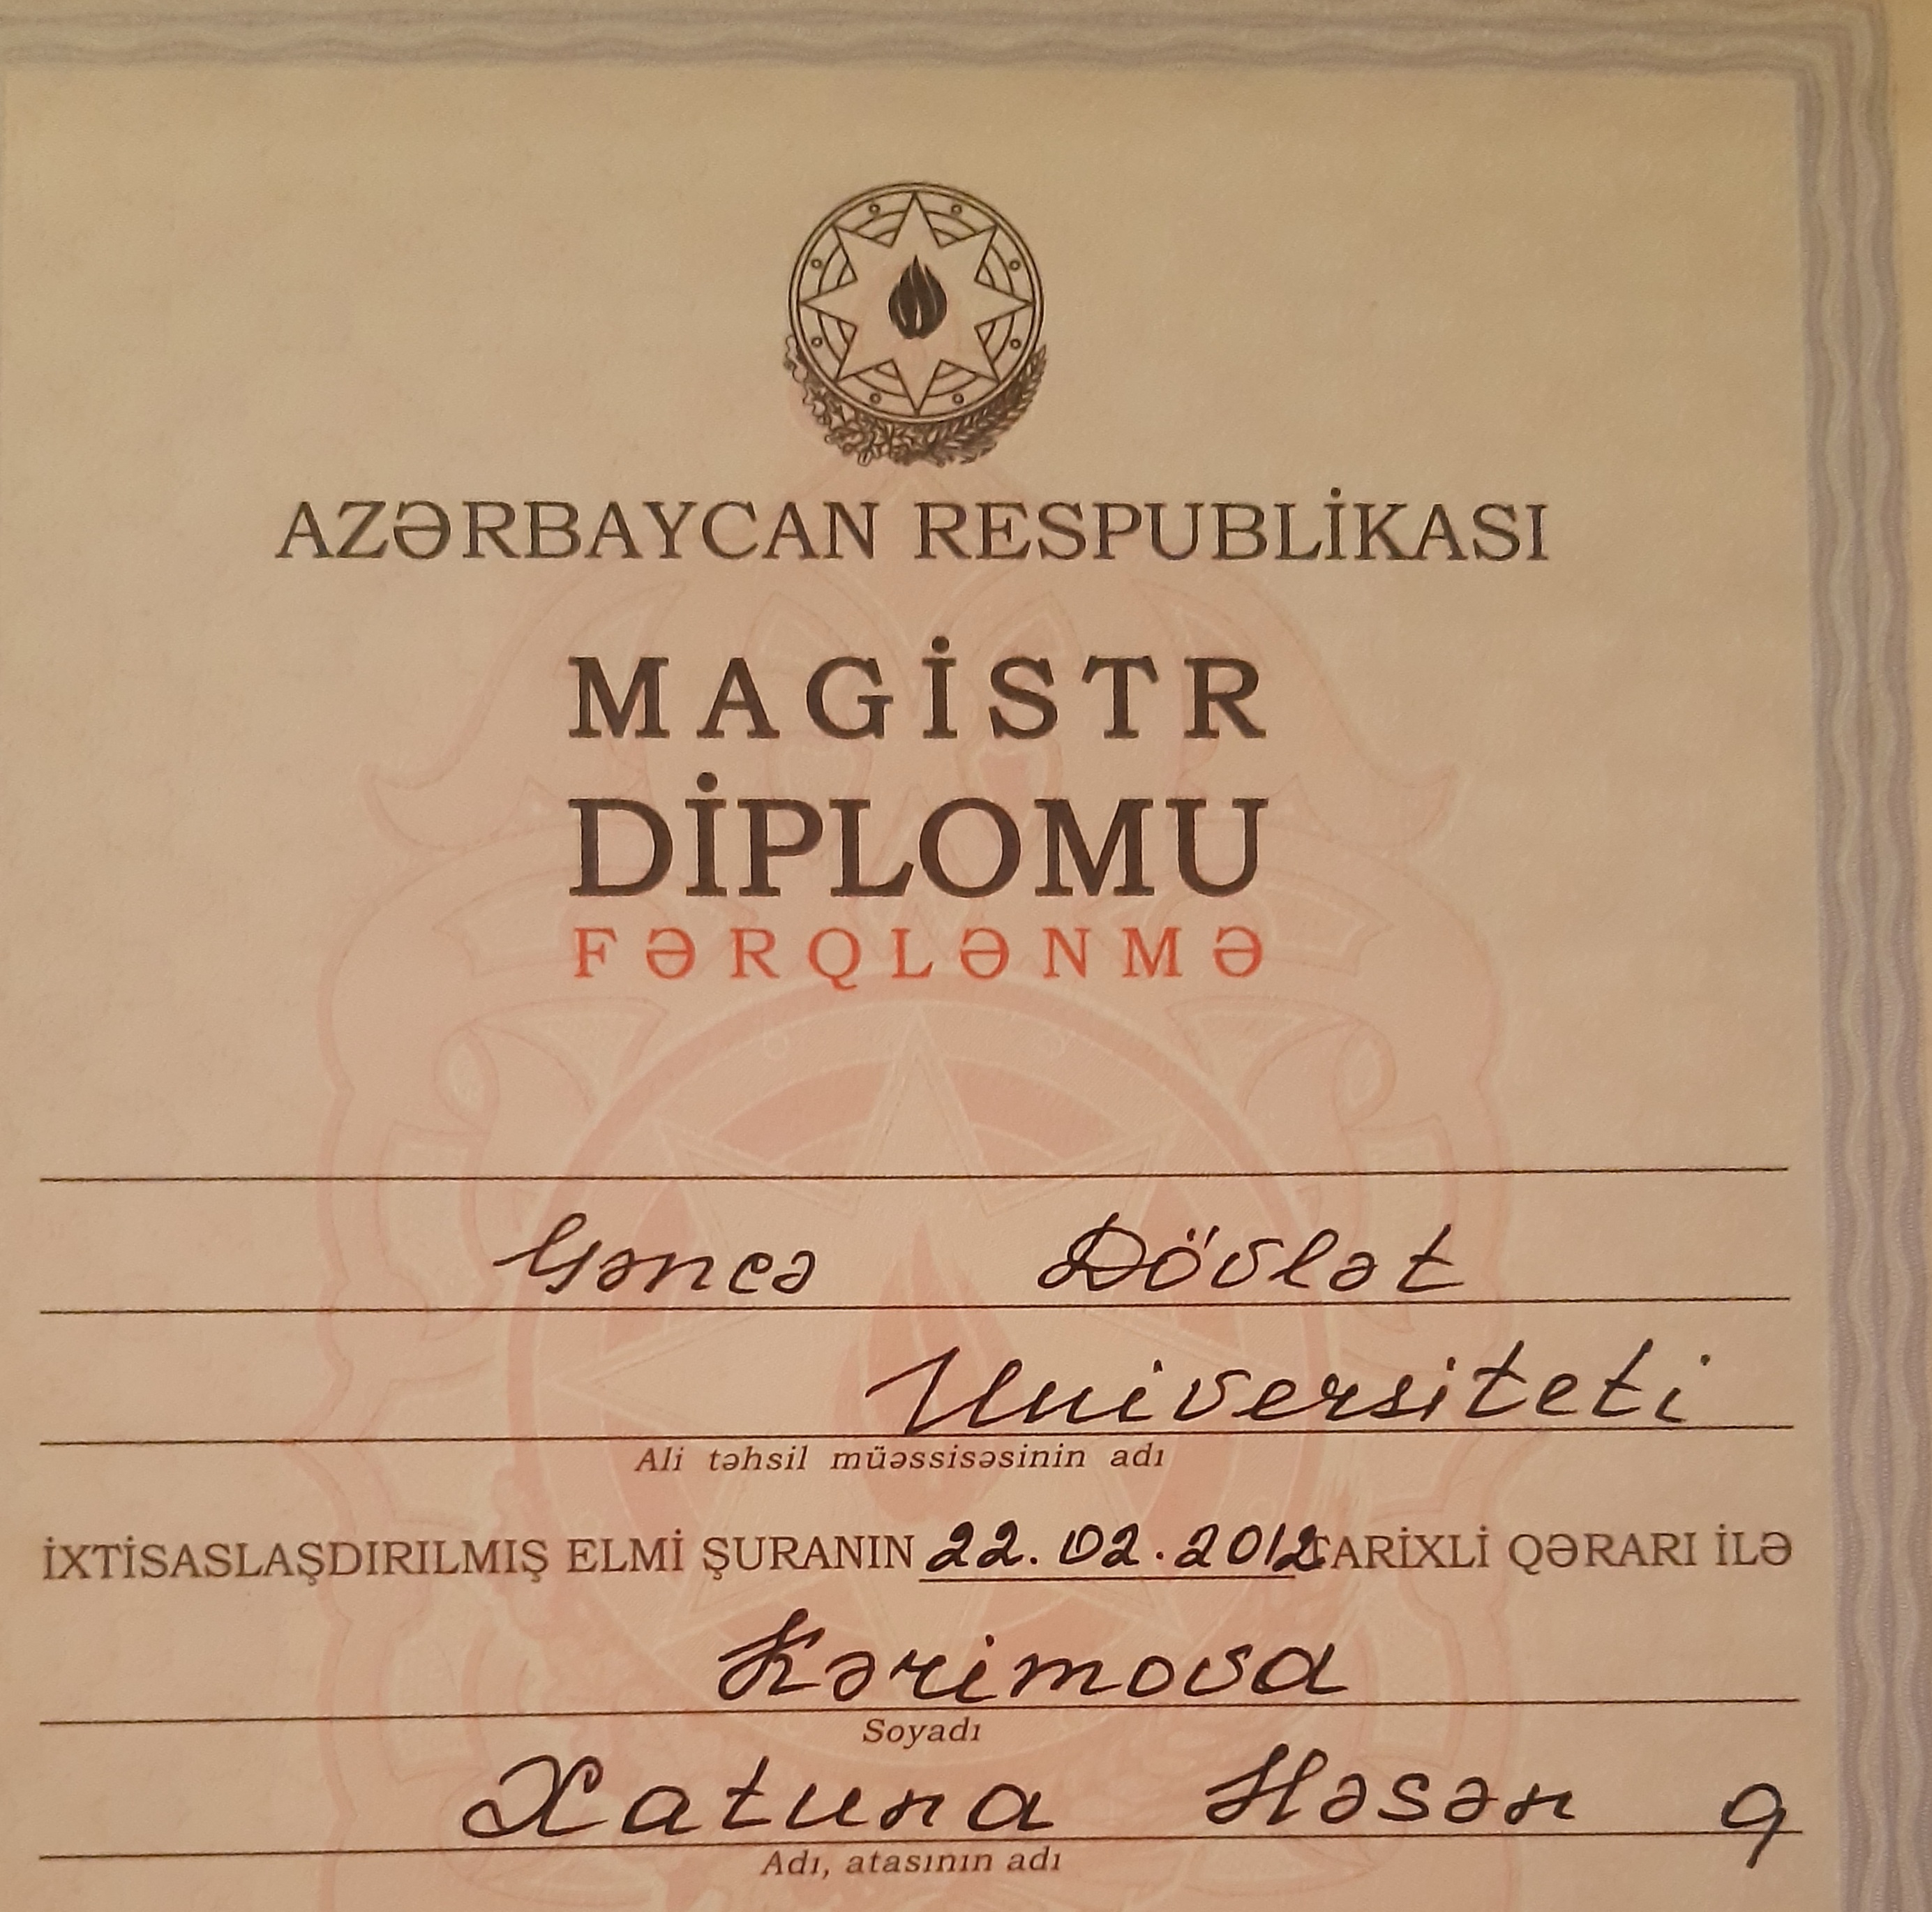 AZƏRBAYCAN RESPUBLİKASI
MAGİSTR
DİPLOMU
FƏRQLƏNMƏ
Gəncə Dövlət
Universiteti
Ali təhsil müəssisəsinin adı
İXTİSASLAŞDIRILMIŞ ELMİ ŞURANIN 22.02.2012 TARİXLİ QƏRARI İLƏ
Kərimova
Soyadı
Xatuna Həsən q
Adı, atasının adı